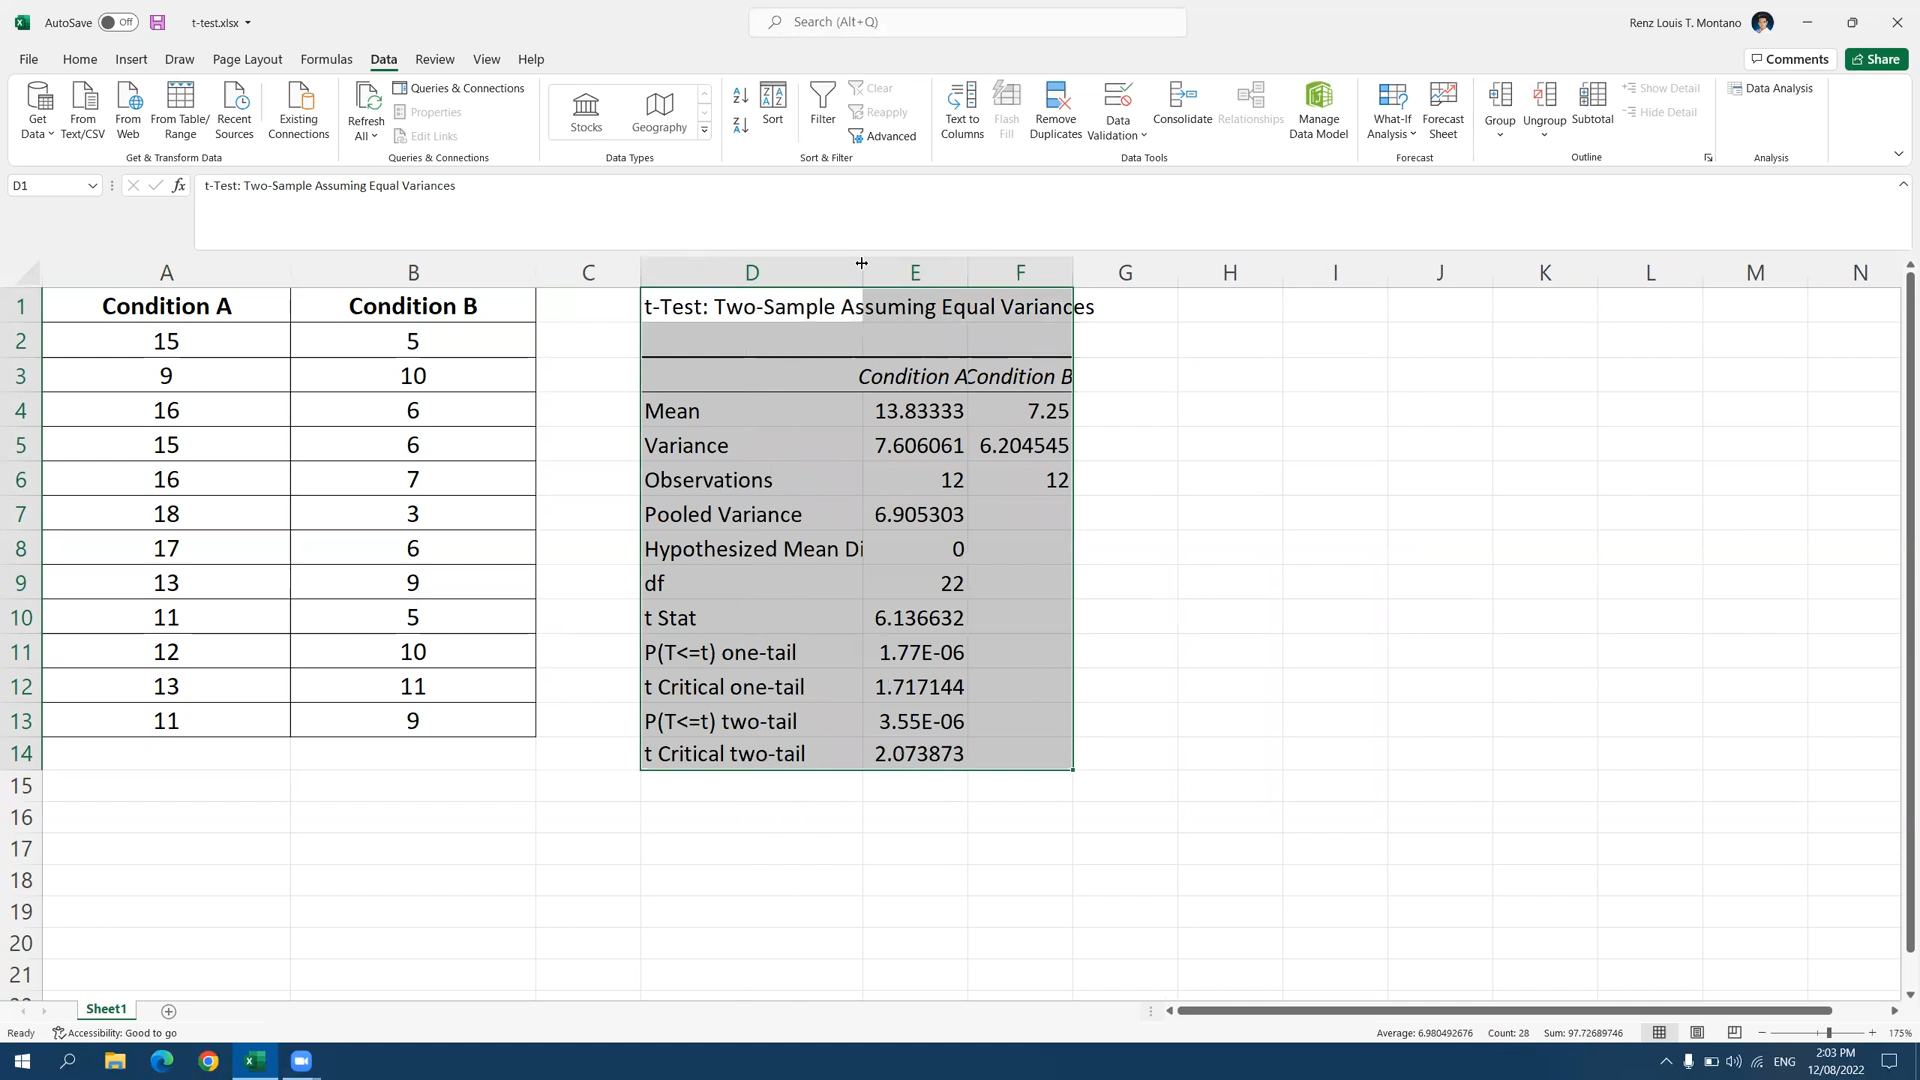 AutoSave Off t-test.xlsx Search (Alt+Q) Renz Louis T. Montano
File Home Insert Draw Page Layout Formulas Data Review View Help Comments Share
Get Data From Text/CSV From Web From Table/Range Recent Sources Existing Connections
Get & Transform Data
Refresh All Queries & Connections Properties Edit Links
Queries & Connections
Stocks Geography
Data Types
Sort Filter Clear Reapply Advanced
Sort & Filter
Text to Columns Flash Fill Remove Duplicates Data Validation Consolidate Relationships Manage Data Model
Data Tools
What-If Analysis Forecast Sheet
Forecast
Group Ungroup Subtotal Show Detail Hide Detail
Outline
Data Analysis
Analysis
D1 fx t-Test: Two-Sample Assuming Equal Variances
A B C D E F G H I J K L M N
1 Condition A Condition B t-Test: Two-Sample Assuming Equal Variances
2 15 5
3 9 10 Condition A Condition B
4 16 6 Mean 13.83333 7.25
5 15 6 Variance 7.606061 6.204545
6 16 7 Observations 12 12
7 18 3 Pooled Variance 6.905303
8 17 6 Hypothesized Mean Di 0
9 13 9 df 22
10 11 5 t Stat 6.136632
11 12 10 P(T<=t) one-tail 1.77E-06
12 13 11 t Critical one-tail 1.717144
13 11 9 P(T<=t) two-tail 3.55E-06
14 t Critical two-tail 2.073873
15
16
17
18
19
20
21
Sheet1
Ready Accessibility: Good to go Average: 6.980492676 Count: 28 Sum: 97.72689746 175%
ENG 2:03 PM
12/08/2022